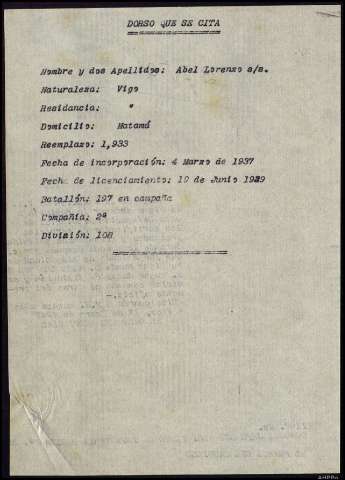 DORSO QUE SE CITA
Nombre y dos Apellidos: Abel Lorenzo s/s.
Naturaleza: Vigo
Residencia: "
Domicilio: Matamá
Reemplazo: 1,933
Fecha de incorporación: 4 Marzo de 1937
Fecha de licenciamiento: 19 de Junio 1939
Batallón: 197 en campaña
Compañía: 2ª
División: 108